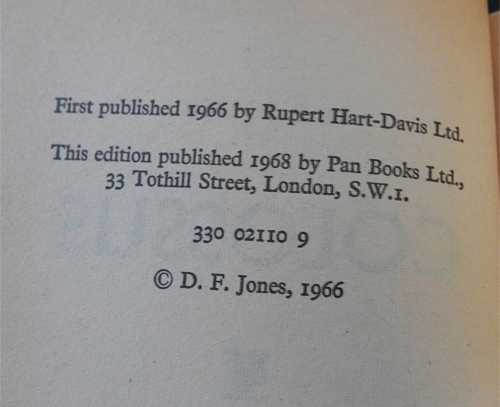 First published 1966 by Rupert Hart-Davis Ltd.
This edition published 1968 by Pan Books Ltd.,
33 Tothill Street, London, S.W.1.
330 02110 9
© D. F. Jones, 1966
COLOSSUS